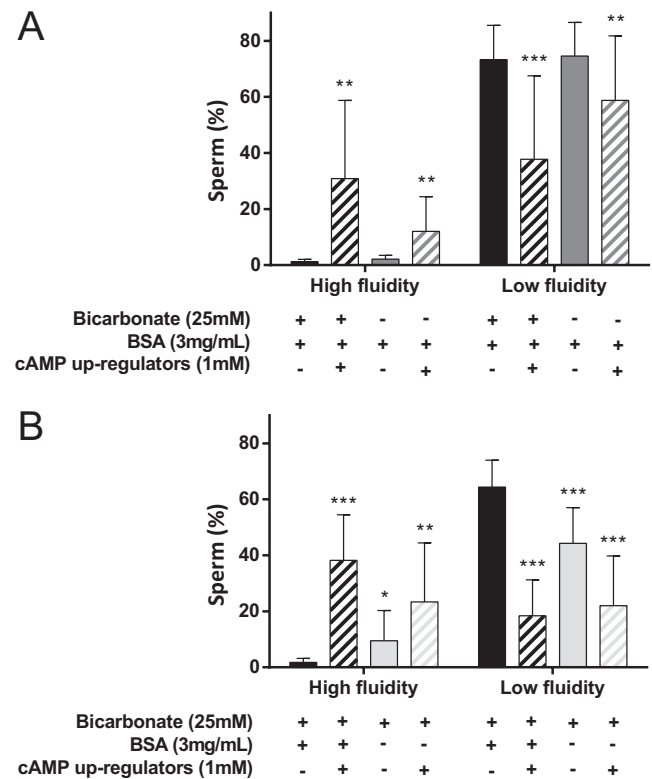 A
Sperm (%)
80
60
40
20
0
** ** *** **
High fluidity Low fluidity
Bicarbonate (25mM) + + - - + + - -
BSA (3mg/mL) + + + + + + + +
cAMP up-regulators (1mM) - + - + - + - +
B
Sperm (%)
80
60
40
20
0
*** * ** *** *** ***
High fluidity Low fluidity
Bicarbonate (25mM) + + + + + + + +
BSA (3mg/mL) + + - - + + - -
cAMP up-regulators (1mM) - + - + - + - +